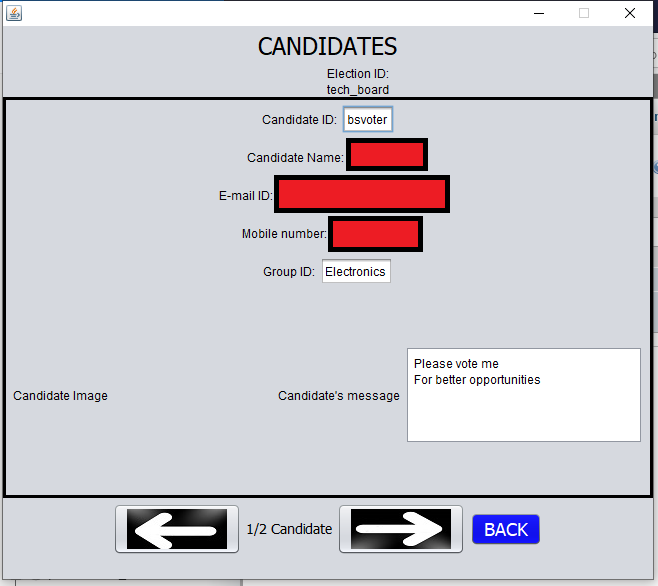 CANDIDATES
Election ID:
tech_board
Candidate ID: bsvoter
Candidate Name:
E-mail ID:
Mobile number:
Group ID: Electronics
Please vote me
For better opportunities
Candidate Image
Candidate's message
1/2 Candidate
BACK